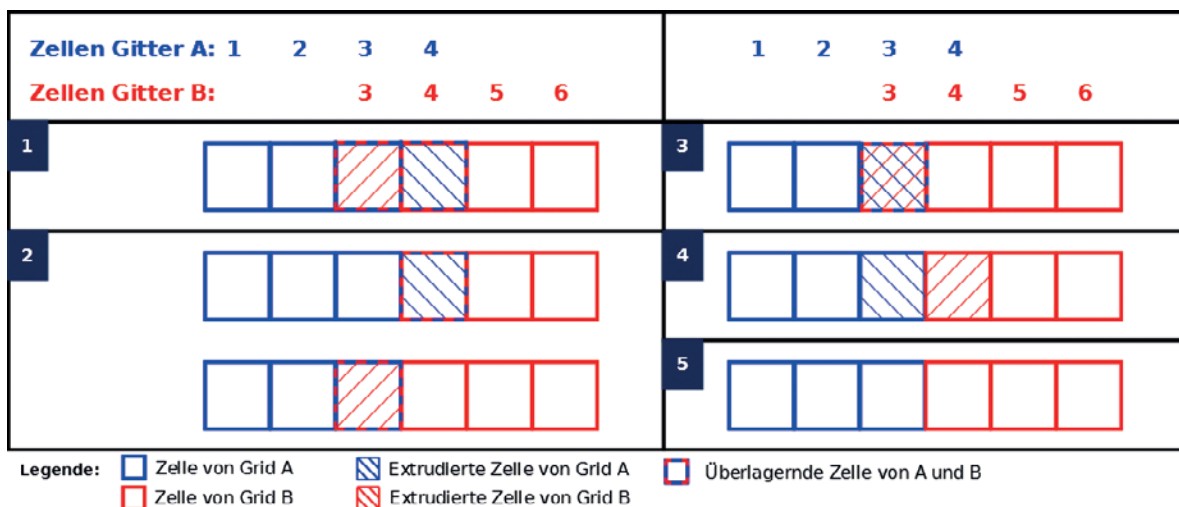 Zellen Gitter A: 1 2 3 4 1 2 3 4
Zellen Gitter B: 3 4 5 6 3 4 5 6
1 3
2 4
5
Legende: Zelle von Grid A Extrudierte Zelle von Grid A Überlagernde Zelle von A und B
Zelle von Grid B Extrudierte Zelle von Grid B